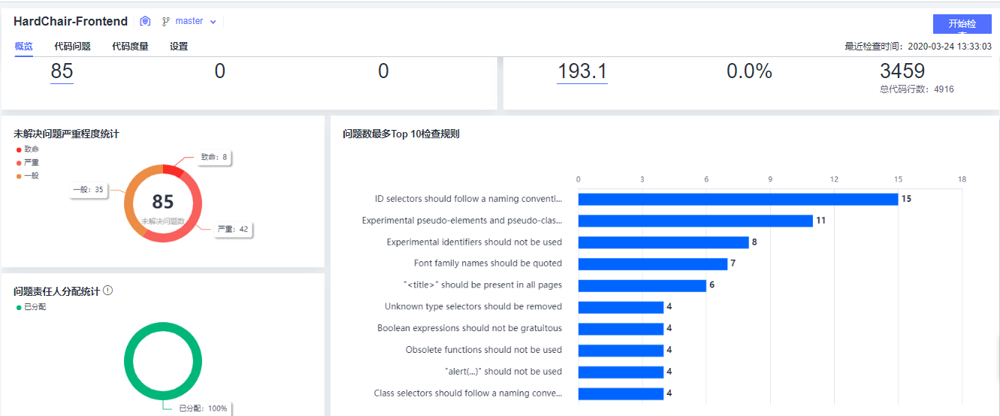 HardChair-Frontend master
开始检
概览 代码问题 代码度量 设置
最近检查时间：2020-03-24 13:33:03
85 0 0
193.1 0.0% 3459
总代码行数：4916
未解决问题严重程度统计
致命
严重
一般
致命：8
一般：35
85
未解决问题数
严重：42
问题责任人分配统计
已分配
已分配：100%
问题数最多Top 10检查规则
0 3 6 9 12 15 18
ID selectors should follow a naming conventi... 15
Experimental pseudo-elements and pseudo-clas... 11
Experimental identifiers should not be used 8
Font family names should be quoted 7
"<title>" should be present in all pages 6
Unknown type selectors should be removed 4
Boolean expressions should not be gratuitous 4
Obsolete functions should not be used 4
"alert(...)" should not be used 4
Class selectors should follow a naming conve... 4